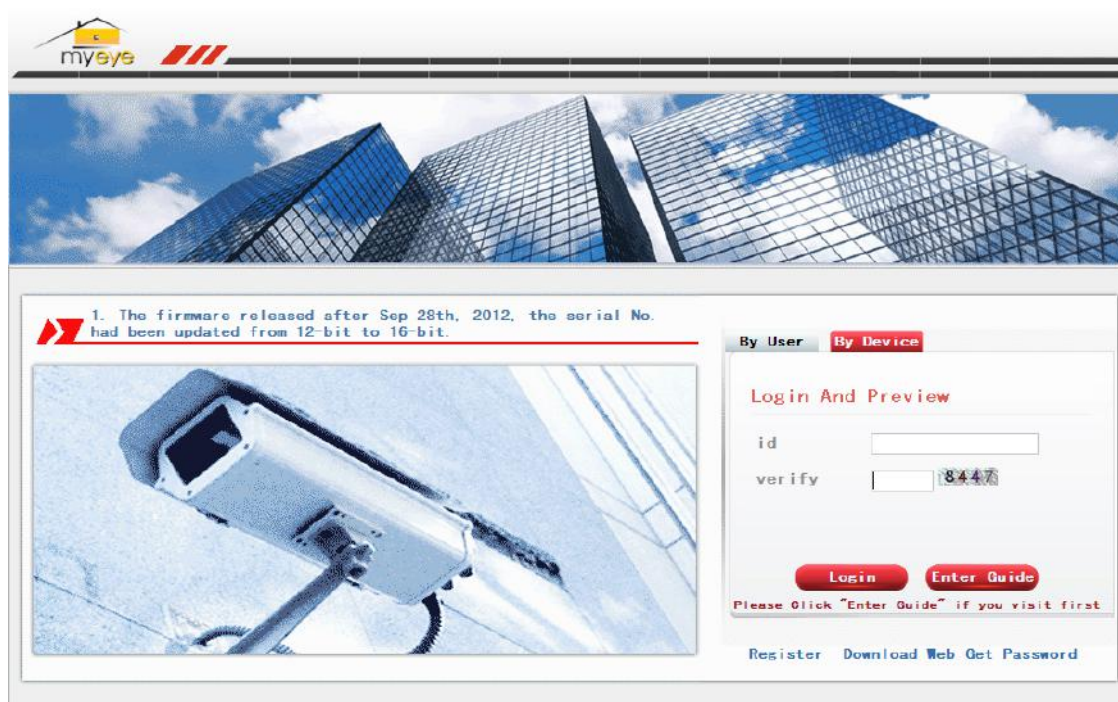 myeye
1. The firmware released after Sep 28th, 2012, the serial No.
had been updated from 12-bit to 16-bit.
By User By Device
Login And Preview
id
verify 8447
Login Enter Guide
Please Click "Enter Guide" if you visit first
Register Download Web Get Password